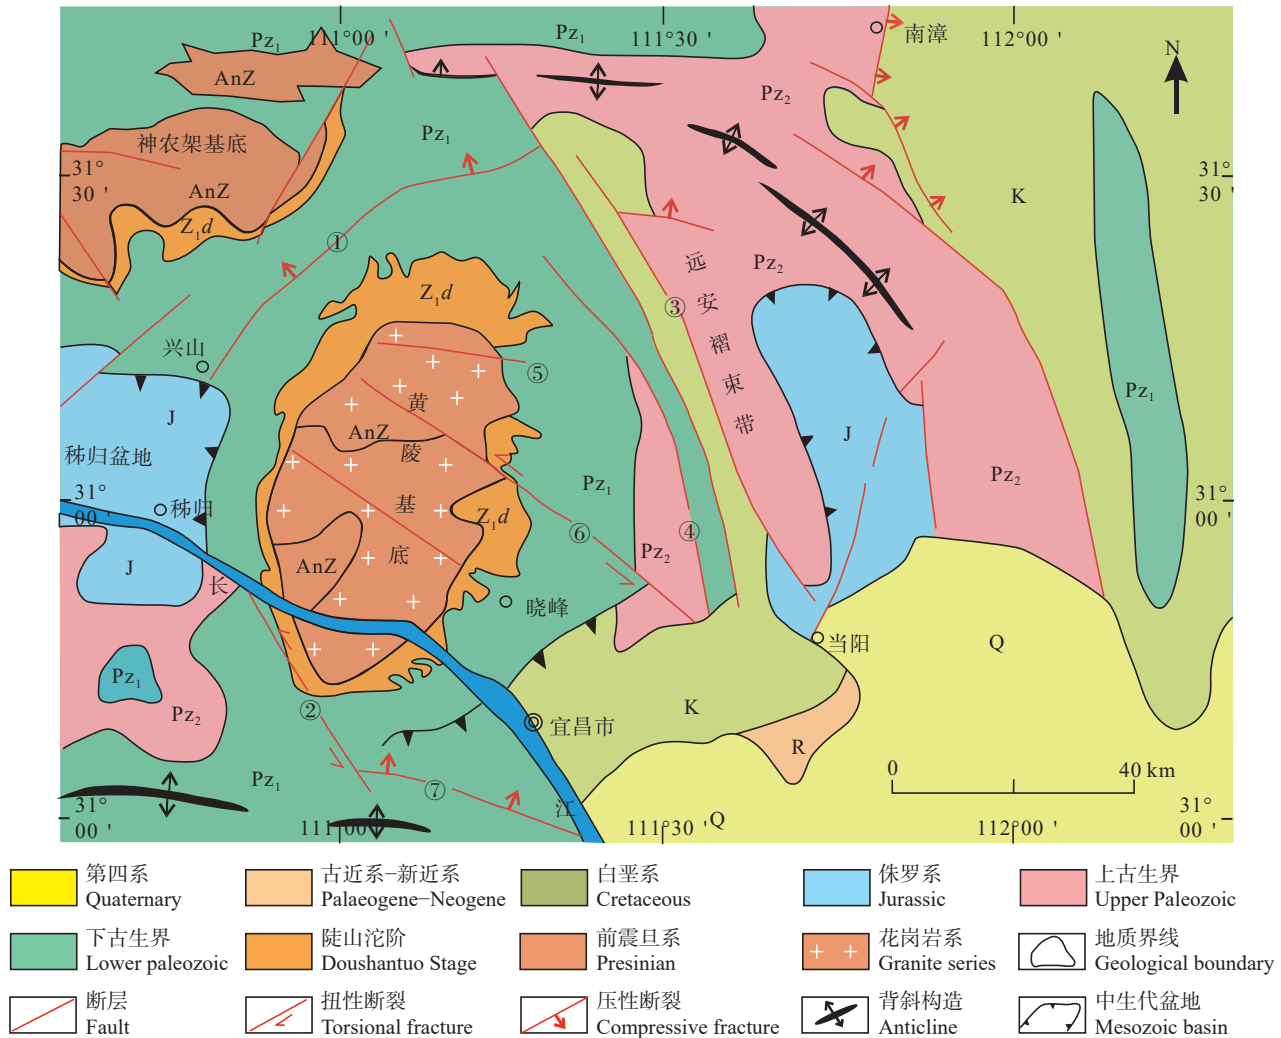 Pz₁
111°00 '
Pz₁
111°30 '
南漳
112°00 '
N
AnZ
Pz₂
Pz₁
神农架基底
31°
30 '
AnZ
Z₁d
K
31°
30 '
①
远安褶束带
Pz₂
Z₁d
③
兴山
⑤
黄陵基底
J
AnZ
J
Pz₁
秭归盆地
Pz₁
Pz₂
31°
00 '
秭归
Z₁d
31°
00 '
⑥
④
Pz₂
J
AnZ
长
晓峰
当阳
Q
Pz₁
Pz₂
②
K
宜昌市
R
Pz₁
⑦
0
40 km
31°
00 '
江
111°00 '
111°30 '
Q
112°00 '
31°
00 '
第四系
Quaternary
古近系−新近系
Palaeogene−Neogene
白垩系
Cretaceous
侏罗系
Jurassic
上古生界
Upper Paleozoic
下古生界
Lower paleozoic
陡山沱阶
Doushantuo Stage
前震旦系
Presinian
花岗岩系
Granite series
地质界线
Geological boundary
断层
Fault
扭性断裂
Torsional fracture
压性断裂
Compressive fracture
背斜构造
Anticline
中生代盆地
Mesozoic basin